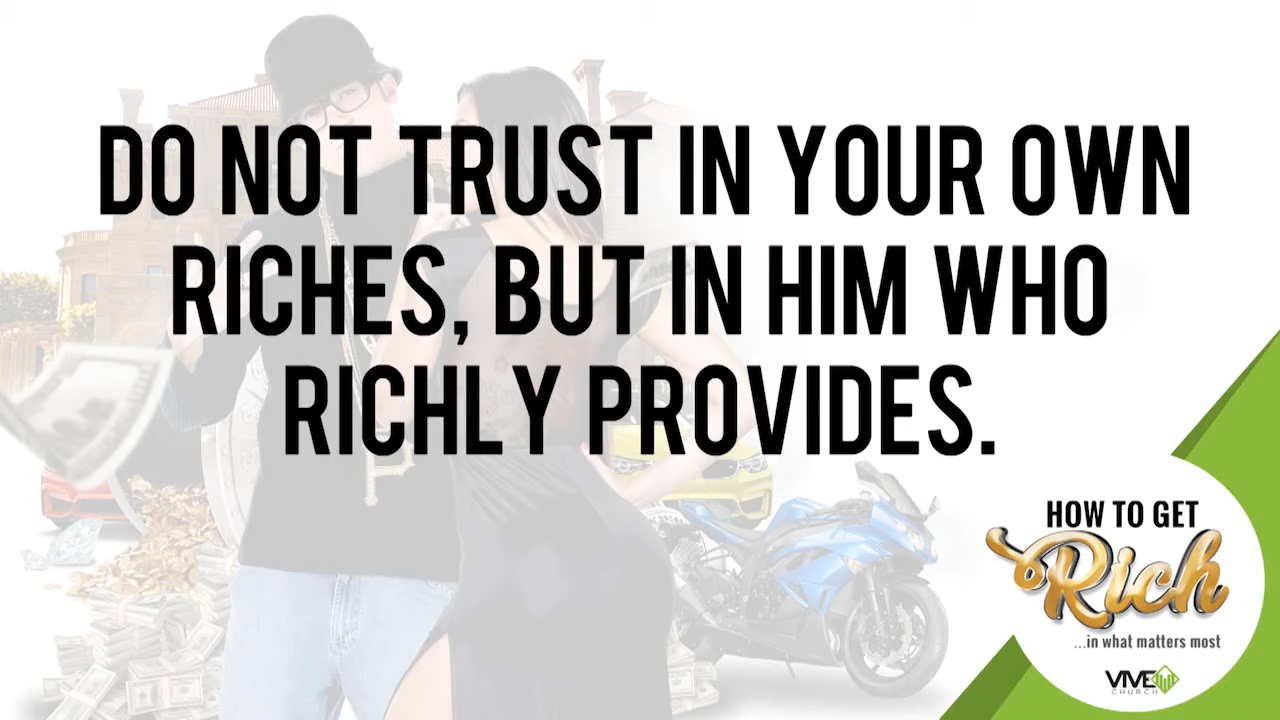 DO NOT TRUST IN YOUR OWN
RICHES, BUT IN HIM WHO
RICHLY PROVIDES.
HOW TO GET
Rich
...in what matters most
VIVE
CHURCH